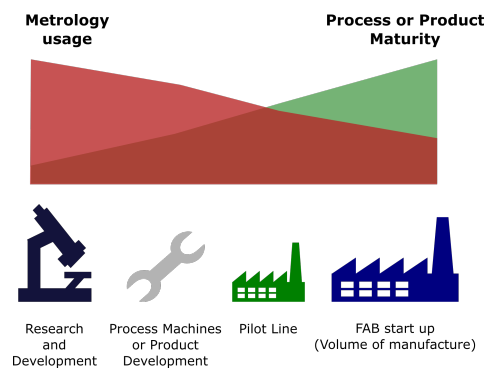 Metrology
usage
Process or Product
Maturity
Research
and
Development
Process Machines
or Product
Development
Pilot Line
FAB start up
(Volume of manufacture)